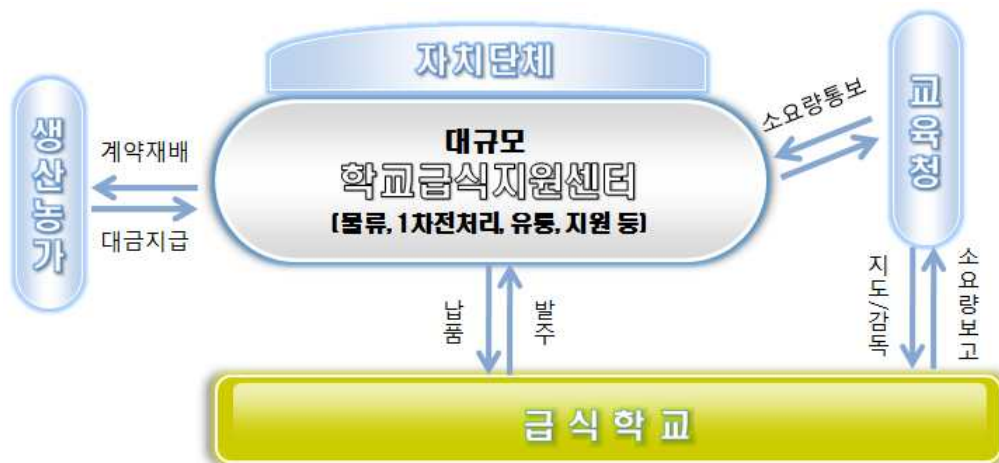 자치단체
대규모
학교급식지원센터
(물류, 1차전처리, 유통, 지원 등)
생산농가
계약재배
대금지급
소요량통보
교육청
납품
발주
지도/감독
소요량보고
급식학교